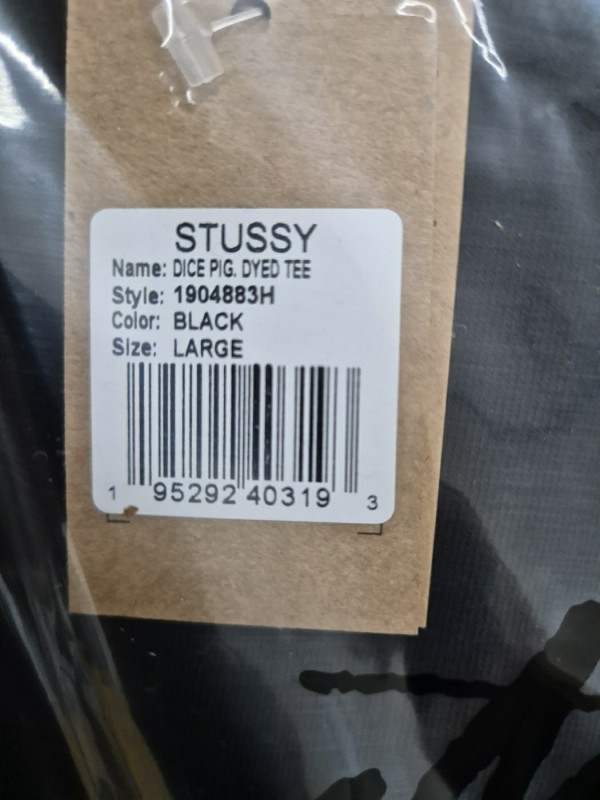 STUSSY
Name: DICE PIG. DYED TEE
Style: 1904883H
Color: BLACK
Size: LARGE
1 95292 40319 3